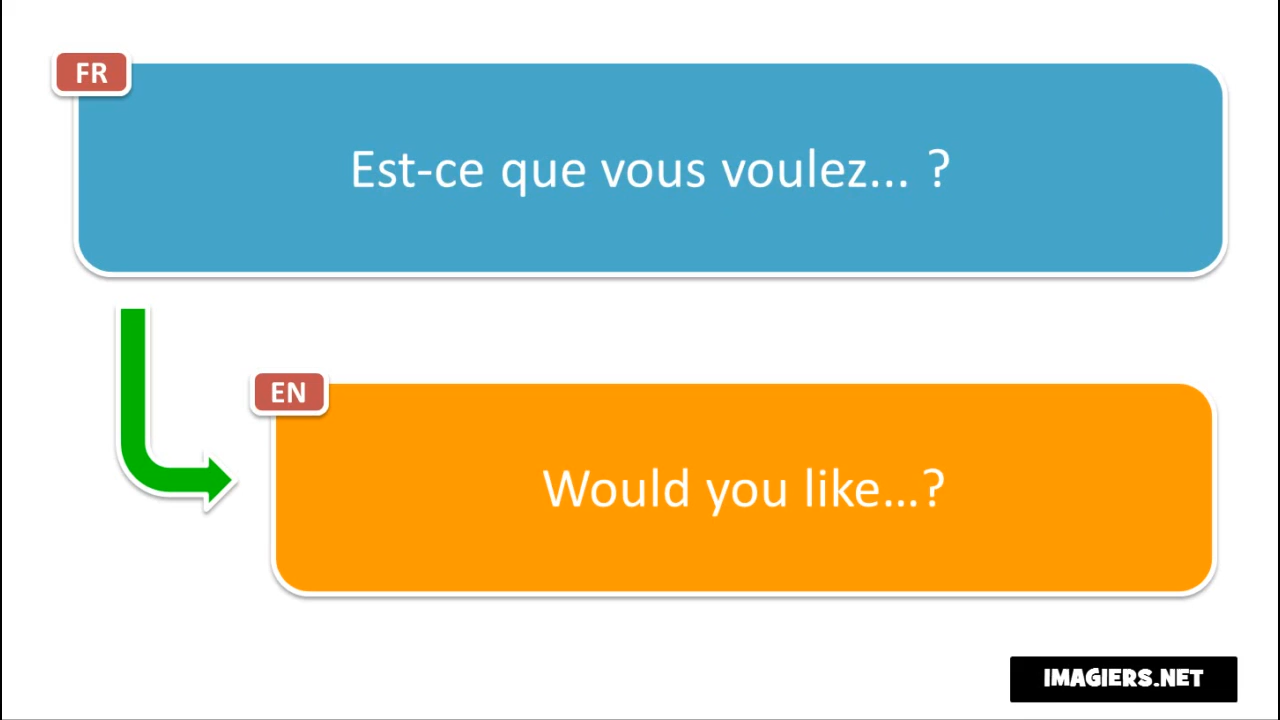 FR
Est-ce que vous voulez... ?
EN
Would you like...?
IMAGIERS.NET